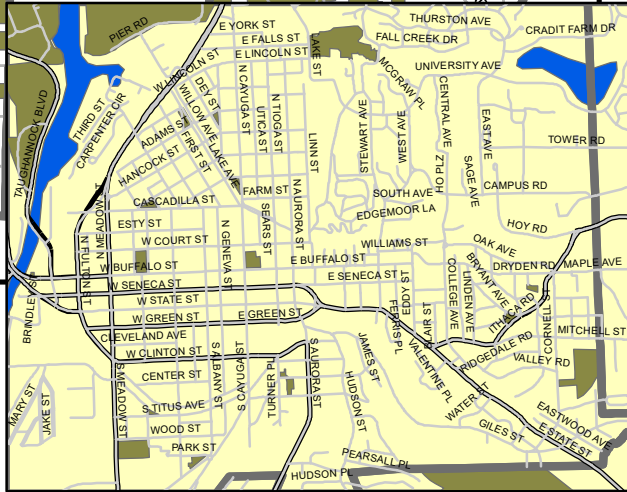 PIER RD
E YORK ST
E FALLS ST
E LINCOLN ST
W LINCOLN ST
LAKE ST
THURSTON AVE
FALL CREEK DR
CRADIT FARM DR
MCGRAW PL
UNIVERSITY AVE
TAUGHANNOCK BLVD
THIRD ST
CARPENTER CIR
DEY ST
WILLOW AVE
LAKE AVE
N CAYUGA ST
UTICA ST
N TIOGA ST
LINN ST
STEWART AVE
WEST AVE
CENTRAL AVE
EAST AVE
TOWER RD
ADAMS ST
FIRST ST
HANCOCK ST
HO PLZ
SAGE AVE
CAMPUS RD
SOUTH AVE
EDGEMOOR LA
FARM ST
CASCADILLA ST
N MEADOW
ESTY ST
W COURT ST
N GENEVA ST
SEARS ST
N AURORA ST
WILLIAMS ST
HOY RD
OAK AVE
N FULTON ST
W BUFFALO ST
E BUFFALO ST
W SENECA ST
E SENECA ST
DRYDEN RD
MAPLE AVE
BRYANT AVE
LINDEN AVE
COLLEGE AVE
EDDY ST
W STATE ST
W GREEN ST
E GREEN ST
FERRIS PL
BLAIR ST
ITHACA RD
CORNELL S
MITCHELL ST
BRINDLEY ST
CLEVELAND AVE
W CLINTON ST
S MEADOW ST
CENTER ST
S ALBANY ST
S CAYUGA ST
TURNER PL
S AURORA ST
JAMES ST
HUDSON ST
VALENTINE PL
RIDGEDALE RD
VALLEY RD
WATER ST
MARY ST
JAKE ST
S TITUS AVE
WOOD ST
PARK ST
GILES ST
EASTWOOD AVE
E STATE ST
PEARSALL PL
HUDSON PL